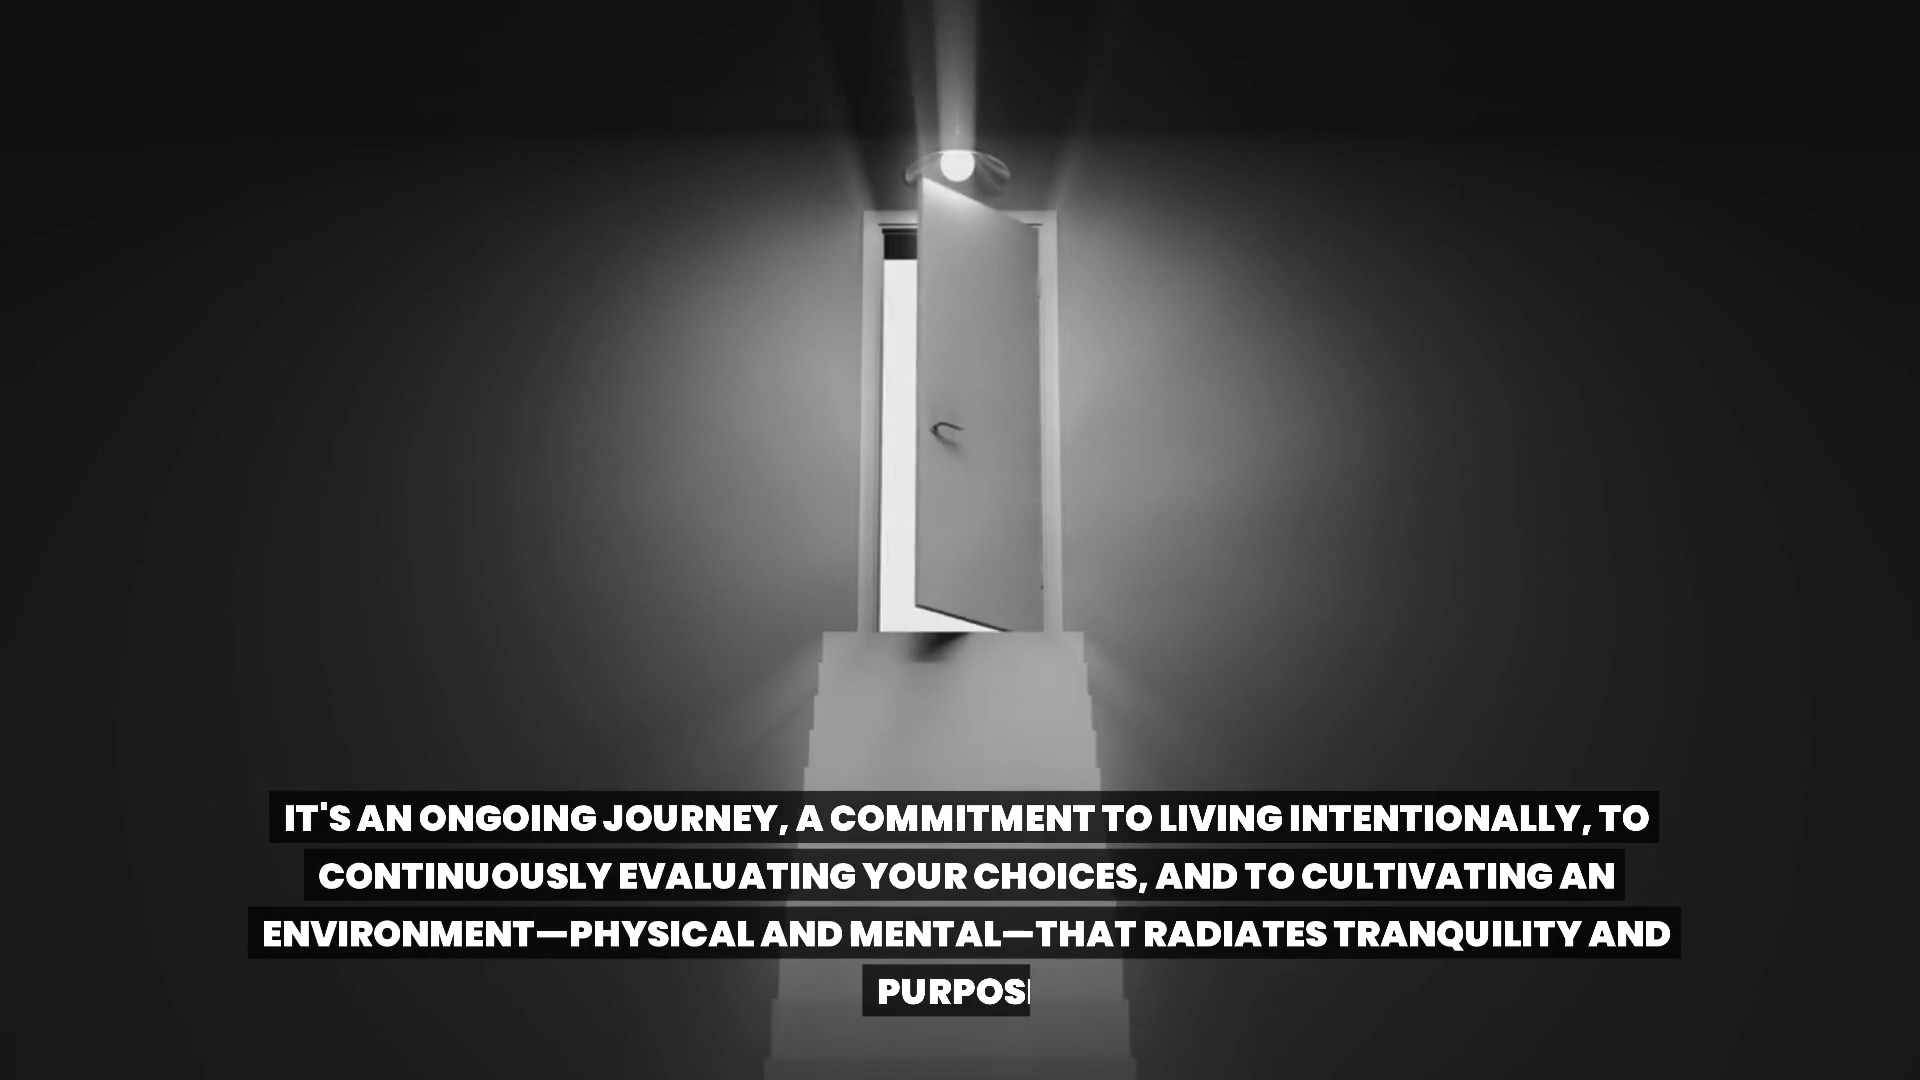 IT'S AN ONGOING JOURNEY, A COMMITMENT TO LIVING INTENTIONALLY, TO
CONTINUOUSLY EVALUATING YOUR CHOICES, AND TO CULTIVATING AN
ENVIRONMENT—PHYSICAL AND MENTAL—THAT RADIATES TRANQUILITY AND
PURPOS